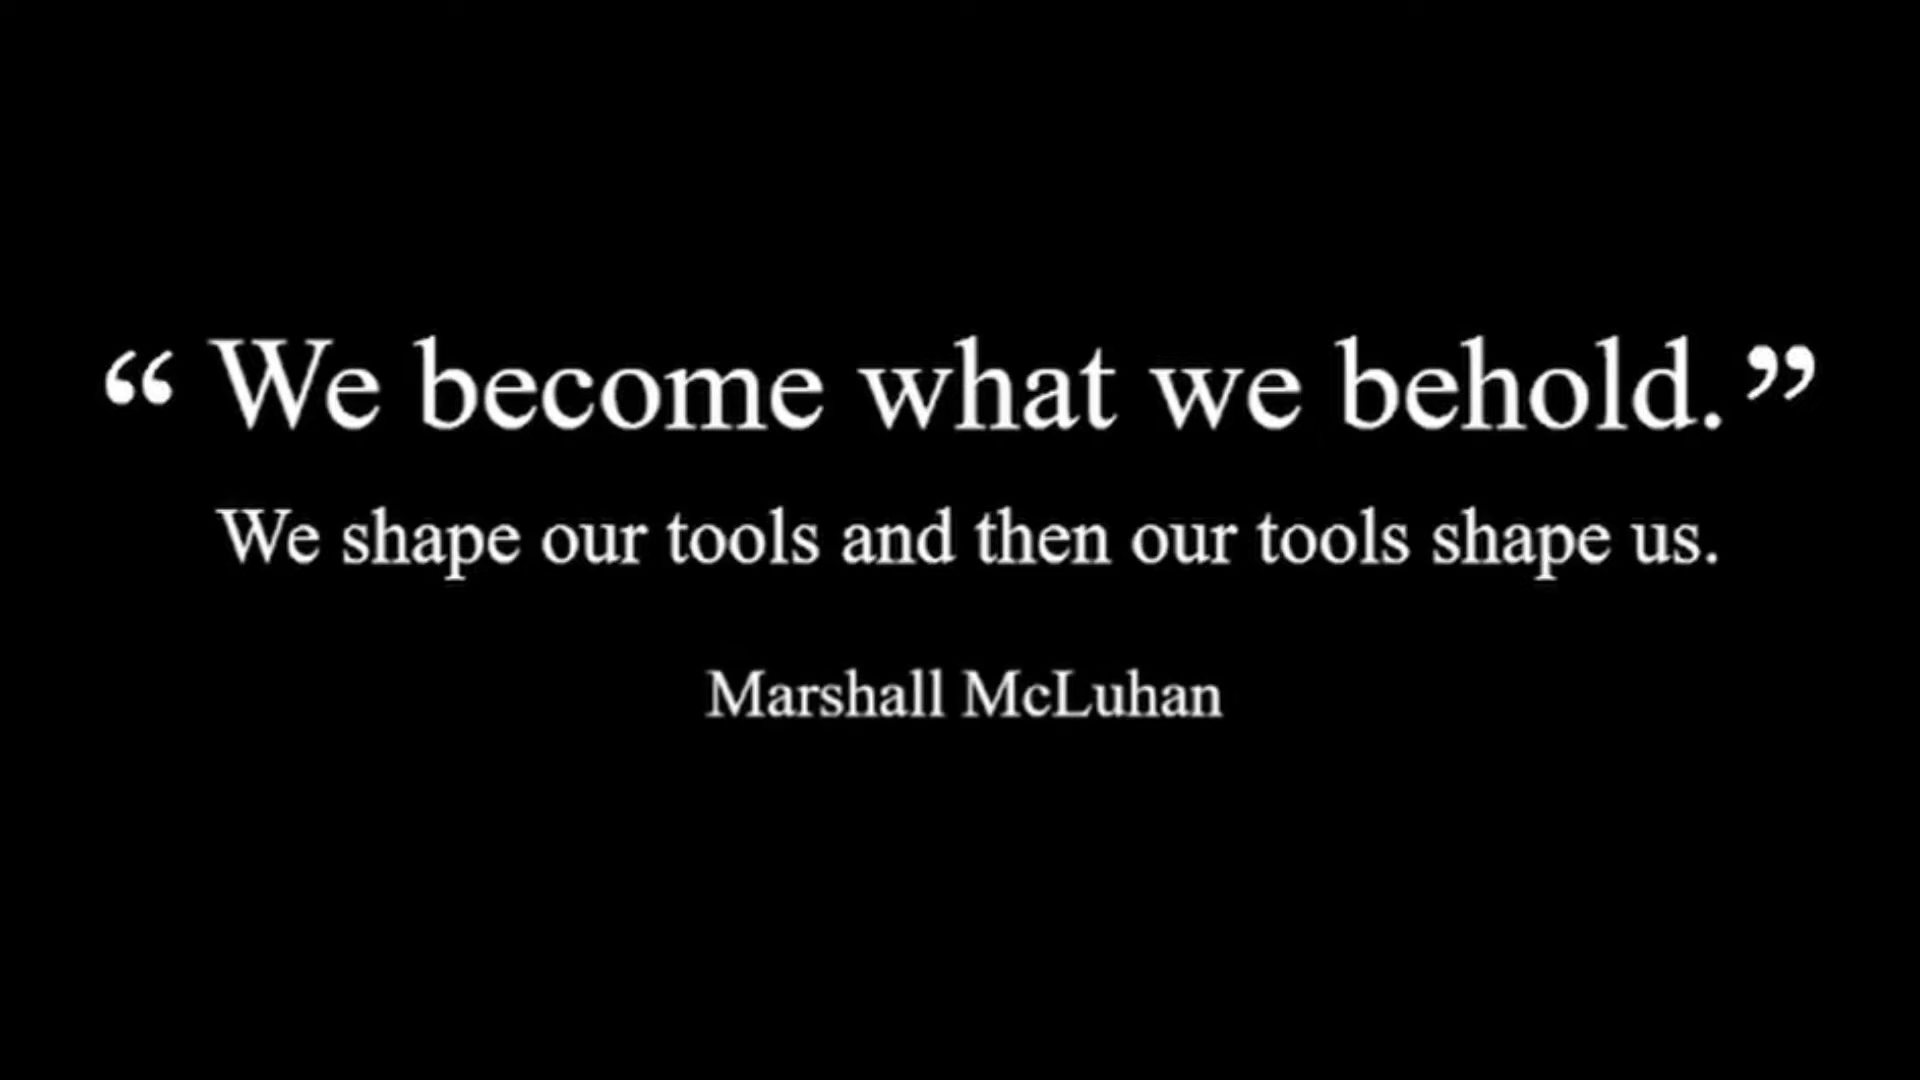 “ We become what we behold. ”
We shape our tools and then our tools shape us.
Marshall McLuhan